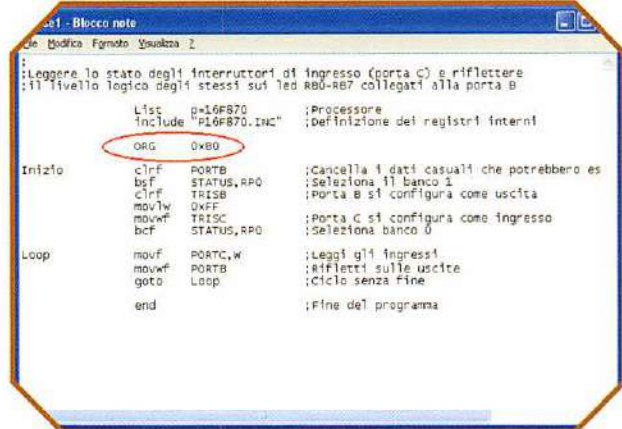 se1 - Blocco note
File Modifica Formato Visualizza ?
;
;Leggere lo stato degli interruttori di ingresso (porta C) e riflettere
;il livello logico degli stessi sui led RB0-RB7 collegati alla porta B
List p=16F870 ;Processore
include "P16F870.INC" ;Definizione dei registri interni
ORG 0xB0
Inizio clrf PORTB ;Cancella i dati casuali che potrebbero es
bsf STATUS,RP0 ;Seleziona il banco 1
clrf TRISB ;Porta B si configura come uscita
movlw 0xFF
movwf TRISC ;Porta C si configura come ingresso
bcf STATUS,RP0 ;Seleziona banco 0
Loop movf PORTC,W ;Leggi gli ingressi
movwf PORTB ;Rifletti sulle uscite
goto Loop ;Ciclo senza fine
end ;Fine del programma